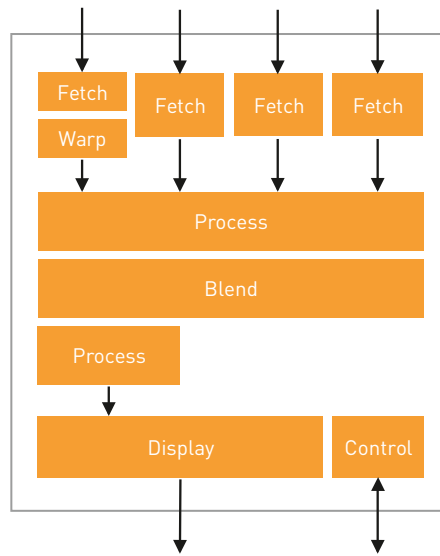 Fetch
Fetch
Fetch
Fetch
Warp
Process
Blend
Process
Display
Control